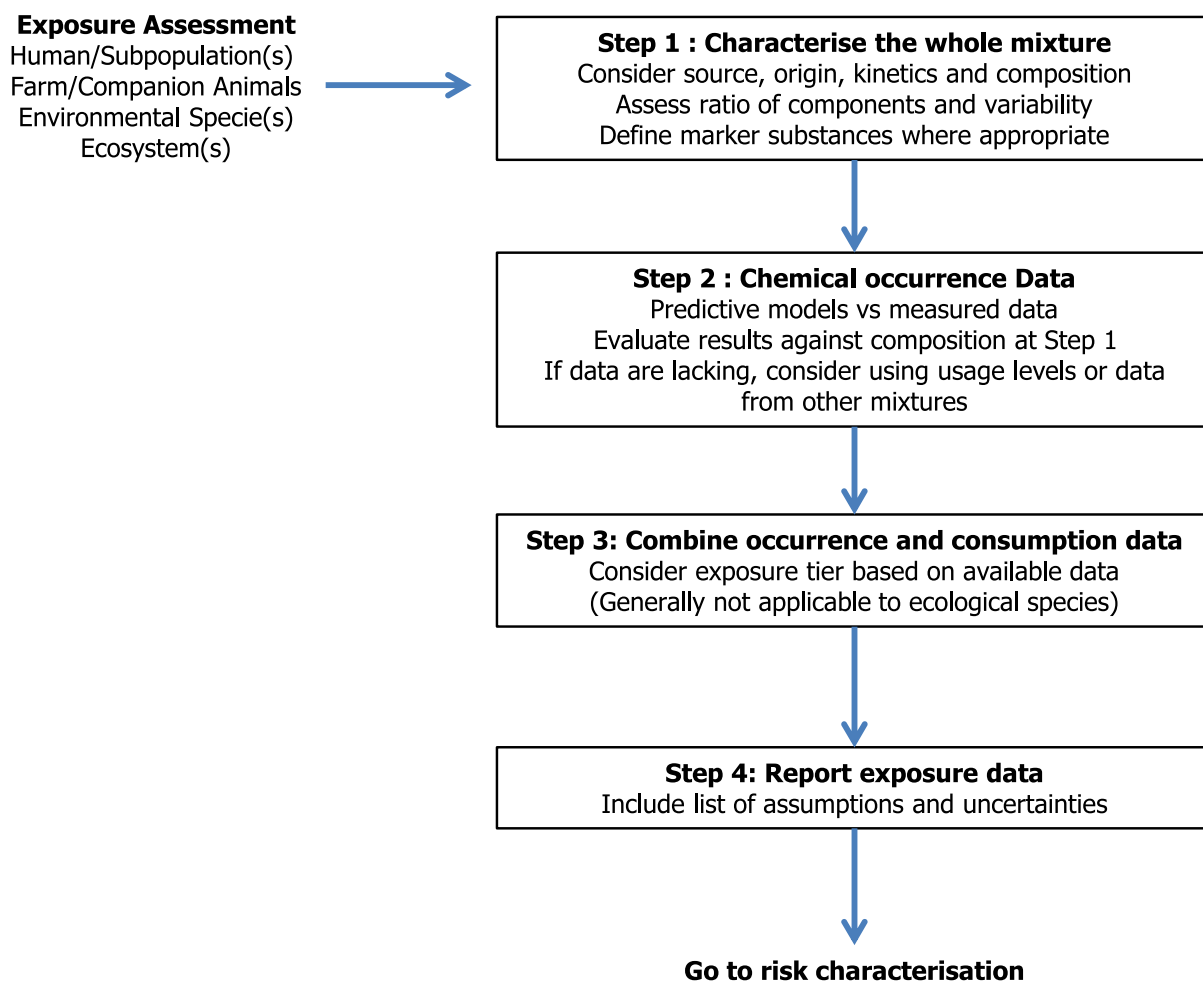 Exposure Assessment
Human/Subpopulation(s)
Farm/Companion Animals
Environmental Specie(s)
Ecosystem(s)
Step 1 : Characterise the whole mixture
Consider source, origin, kinetics and composition
Assess ratio of components and variability
Define marker substances where appropriate
Step 2 : Chemical occurrence Data
Predictive models vs measured data
Evaluate results against composition at Step 1
If data are lacking, consider using usage levels or data
from other mixtures
Step 3: Combine occurrence and consumption data
Consider exposure tier based on available data
(Generally not applicable to ecological species)
Step 4: Report exposure data
Include list of assumptions and uncertainties
Go to risk characterisation